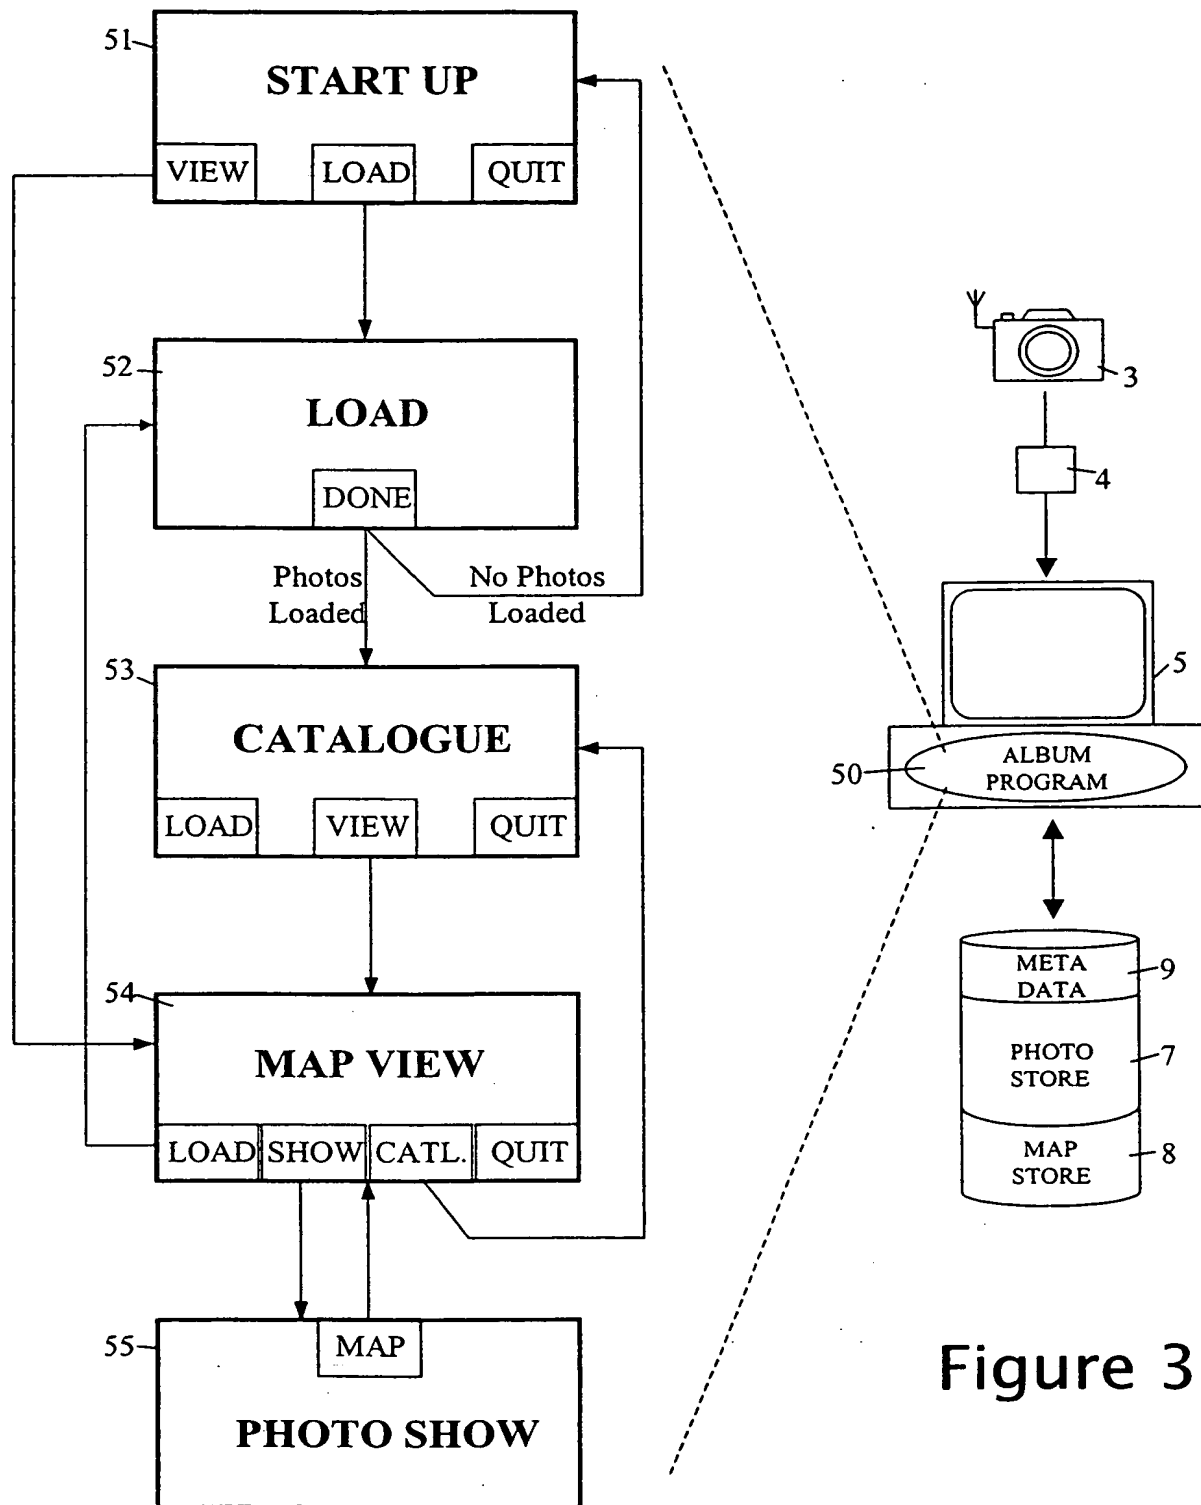 51
START UP
VIEW
LOAD
QUIT
52
LOAD
DONE
Photos
Loaded
No Photos
Loaded
53
CATALOGUE
LOAD
VIEW
QUIT
54
MAP VIEW
LOAD
SHOW
CATL.
QUIT
55
MAP
PHOTO SHOW
3
4
5
50
ALBUM
PROGRAM
META
DATA
9
PHOTO
STORE
7
MAP
STORE
8
Figure 3